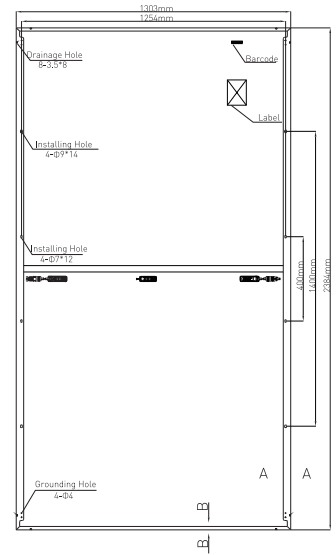 1303mm
1254mm
Drainage Hole
8-3.5*8
Barcode
Label
Installing Hole
4-Φ9*14
Installing Hole
4-Φ7*12
400mm
1400mm
2384mm
Grounding Hole
4-Φ4
A A
B
B